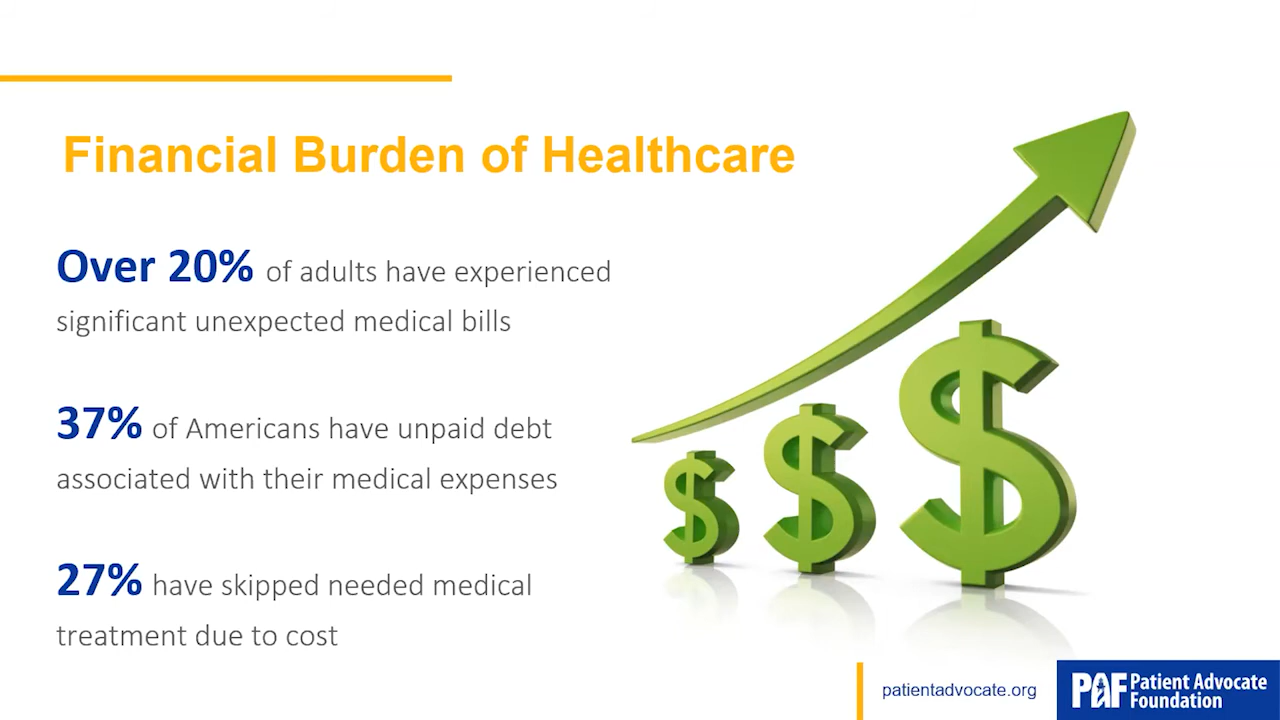 Financial Burden of Healthcare
Over 20% of adults have experienced
significant unexpected medical bills
37% of Americans have unpaid debt
associated with their medical expenses
27% have skipped needed medical
treatment due to cost
$ $ $
patientadvocate.org
PAF Patient Advocate
Foundation